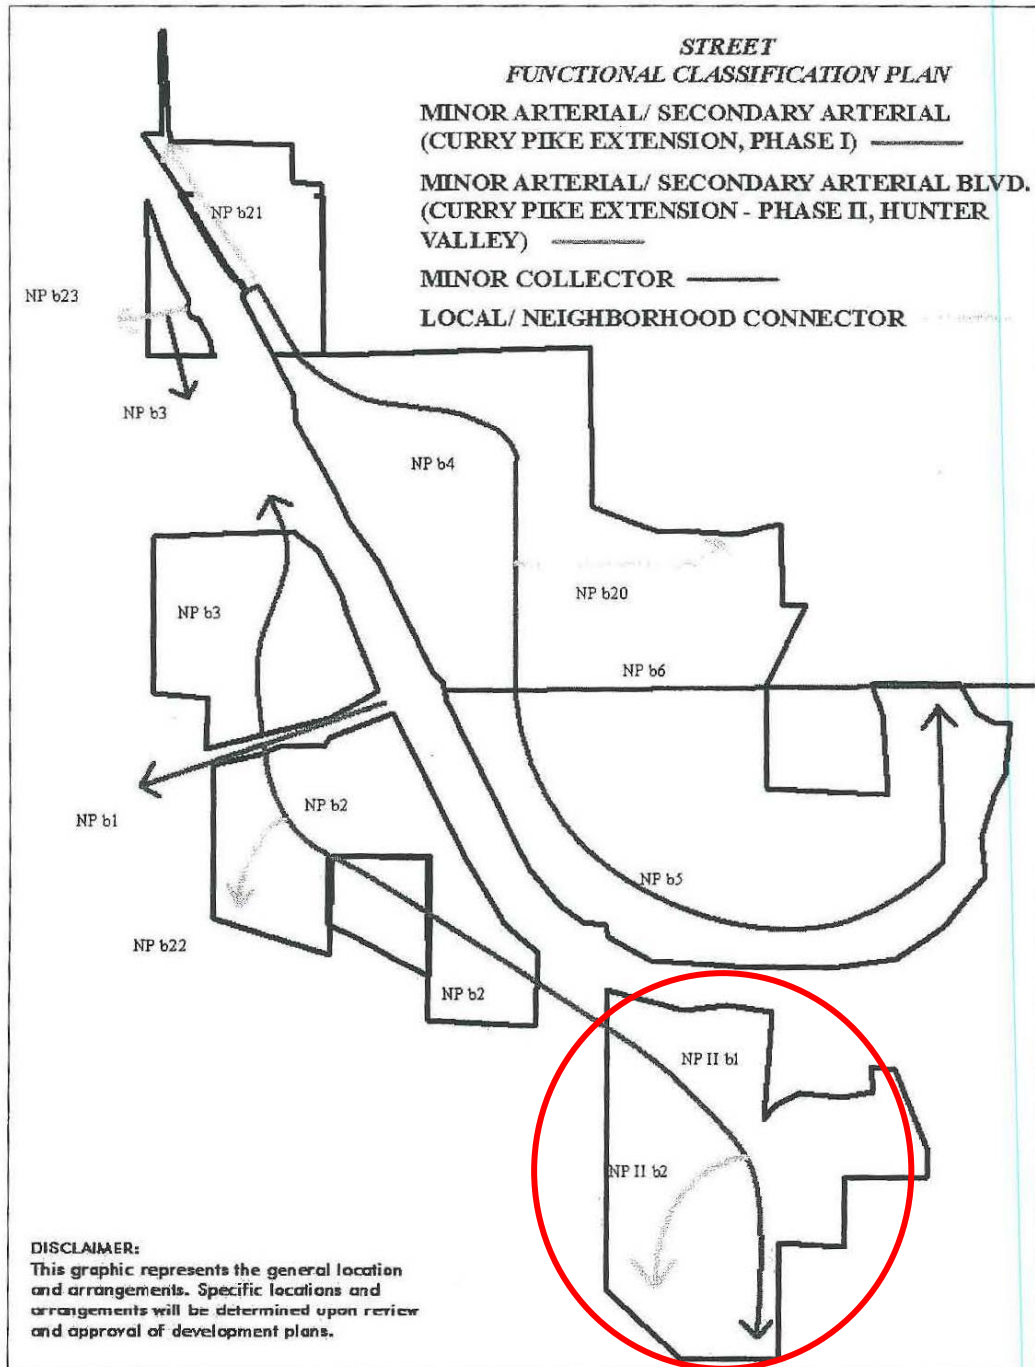 STREET
FUNCTIONAL CLASSIFICATION PLAN
MINOR ARTERIAL/ SECONDARY ARTERIAL
(CURRY PIKE EXTENSION, PHASE I)
MINOR ARTERIAL/ SECONDARY ARTERIAL BLVD.
(CURRY PIKE EXTENSION - PHASE II, HUNTER
VALLEY)
MINOR COLLECTOR
LOCAL/ NEIGHBORHOOD CONNECTOR
NP b21
NP b23
NP b3
NP b4
NP b20
NP b3
NP b6
NP b2
NP b1
NP b5
NP b22
NP b2
NP II b1
NP II b2
DISCLAIMER:
This graphic represents the general location
and arrangements. Specific locations and
arrangements will be determined upon review
and approval of development plans.